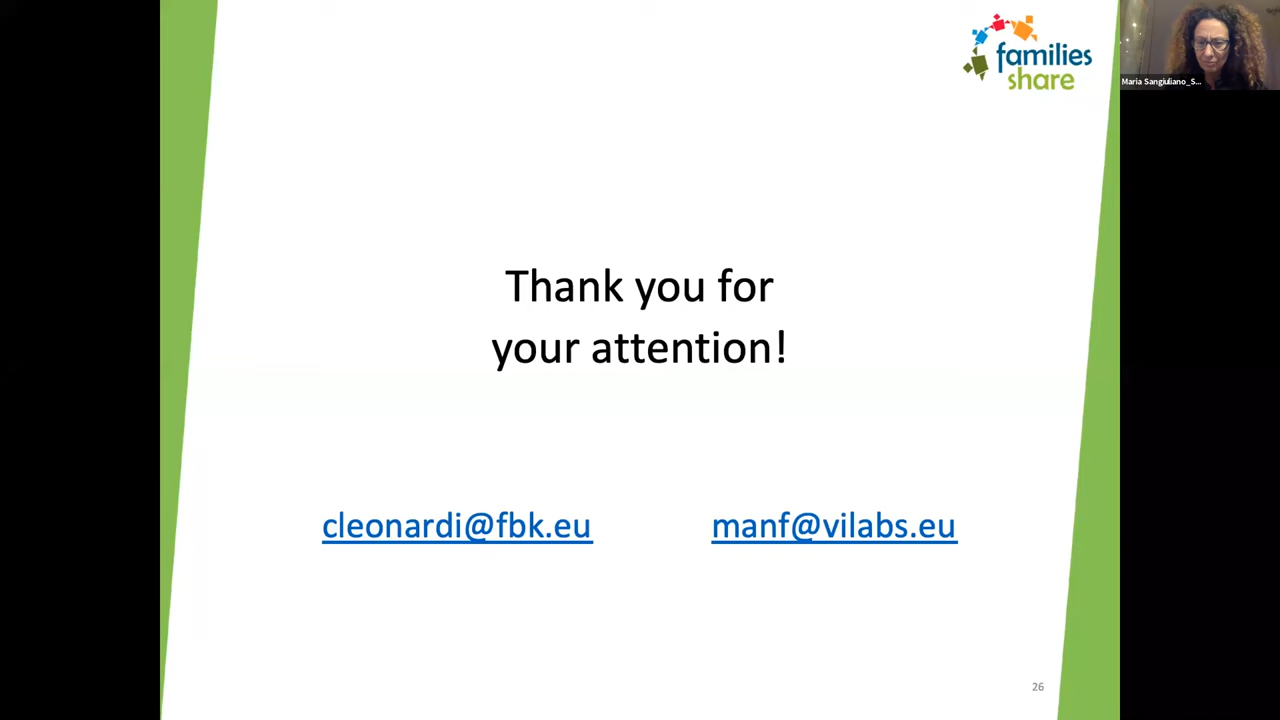 families
share
Maria Sangiuliano_S...
Thank you for
your attention!
cleonardi@fbk.eu
manf@vilabs.eu
26